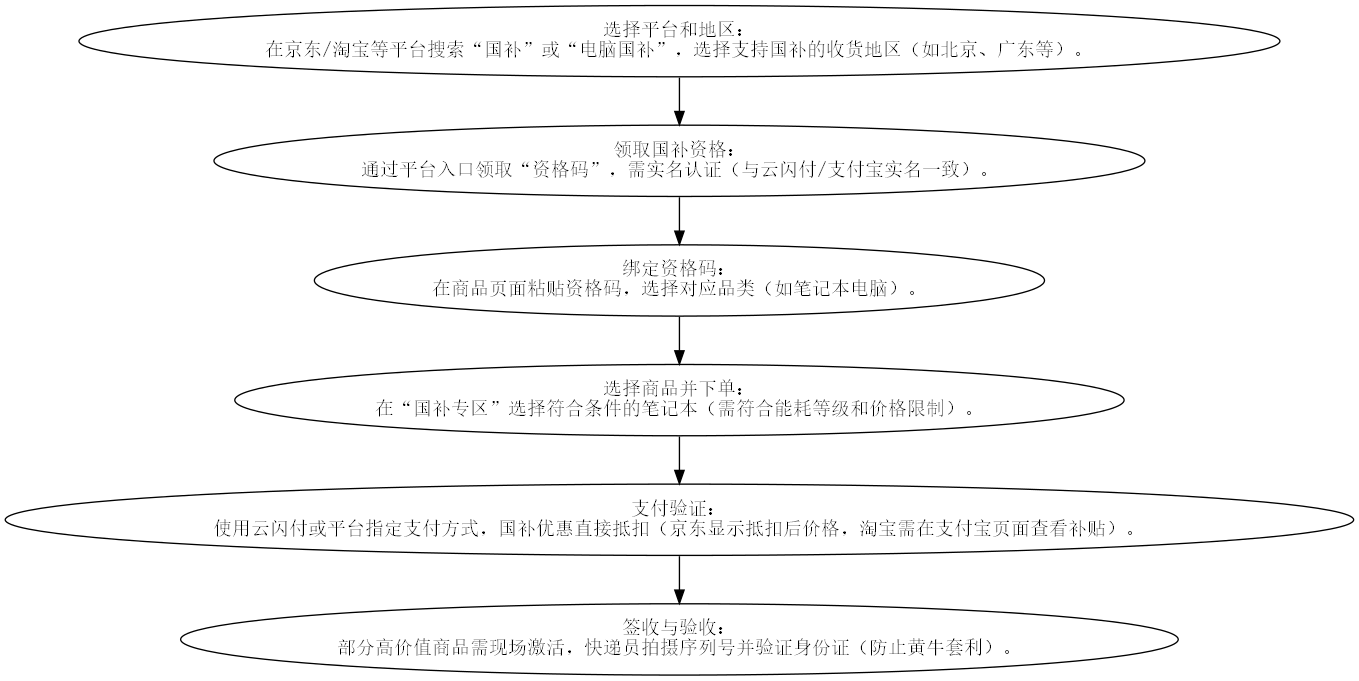 选择平台和地区：
在京东/淘宝等平台搜索“国补”或“电脑国补”，选择支持国补的收货地区（如北京、广东等）。
领取国补资格：
通过平台入口领取“资格码”，需实名认证（与云闪付/支付宝实名一致）。
绑定资格码：
在商品页面粘贴资格码，选择对应品类（如笔记本电脑）。
选择商品并下单：
在“国补专区”选择符合条件的笔记本（需符合能耗等级和价格限制）。
支付验证：
使用云闪付或平台指定支付方式，国补优惠直接抵扣（京东显示抵扣后价格，淘宝需在支付宝页面查看补贴）。
签收与验收：
部分高价值商品需现场激活，快递员拍摄序列号并验证身份证（防止黄牛套利）。